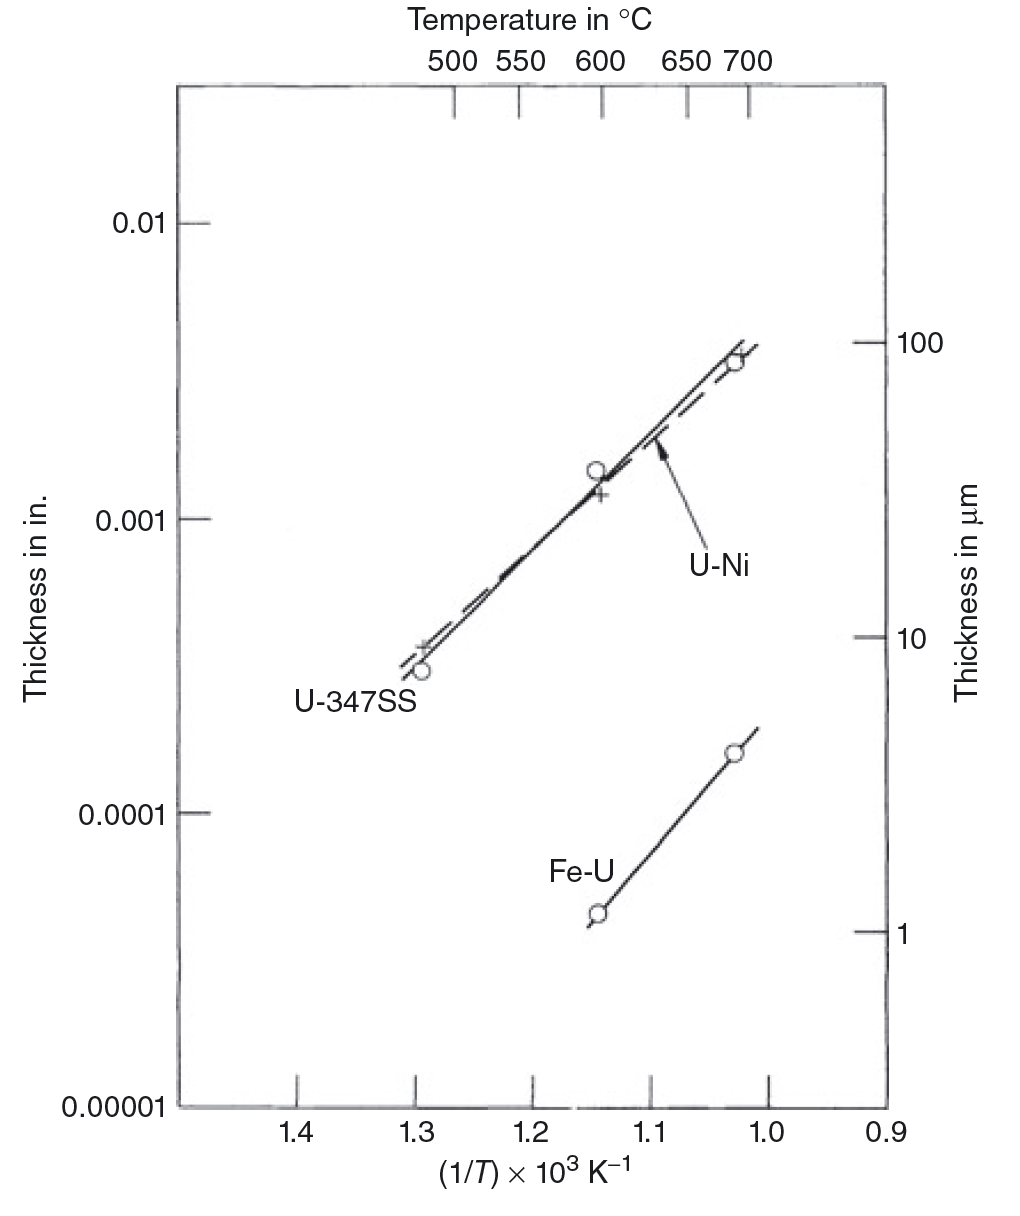 Temperature in °C
500 550 600 650 700
0.01
0.001
0.0001
0.00001
Thickness in in.
100
10
1
Thickness in μm
U-Ni
U-347SS
Fe-U
1.4 1.3 1.2 1.1 1.0 0.9
(1/T) × 10³ K⁻¹